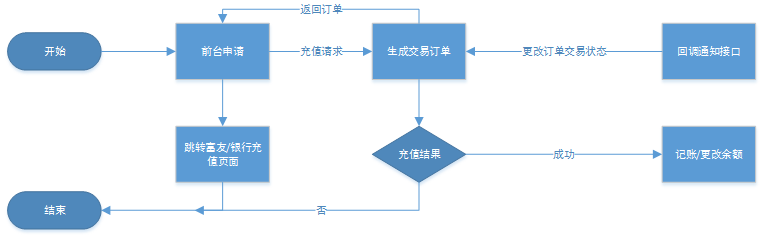 返回订单
开始
前台申请
充值请求
生成交易订单
更改订单交易状态
回调通知接口
跳转富友/银行充
值页面
充值结果
成功
记账/更改余额
结束
否